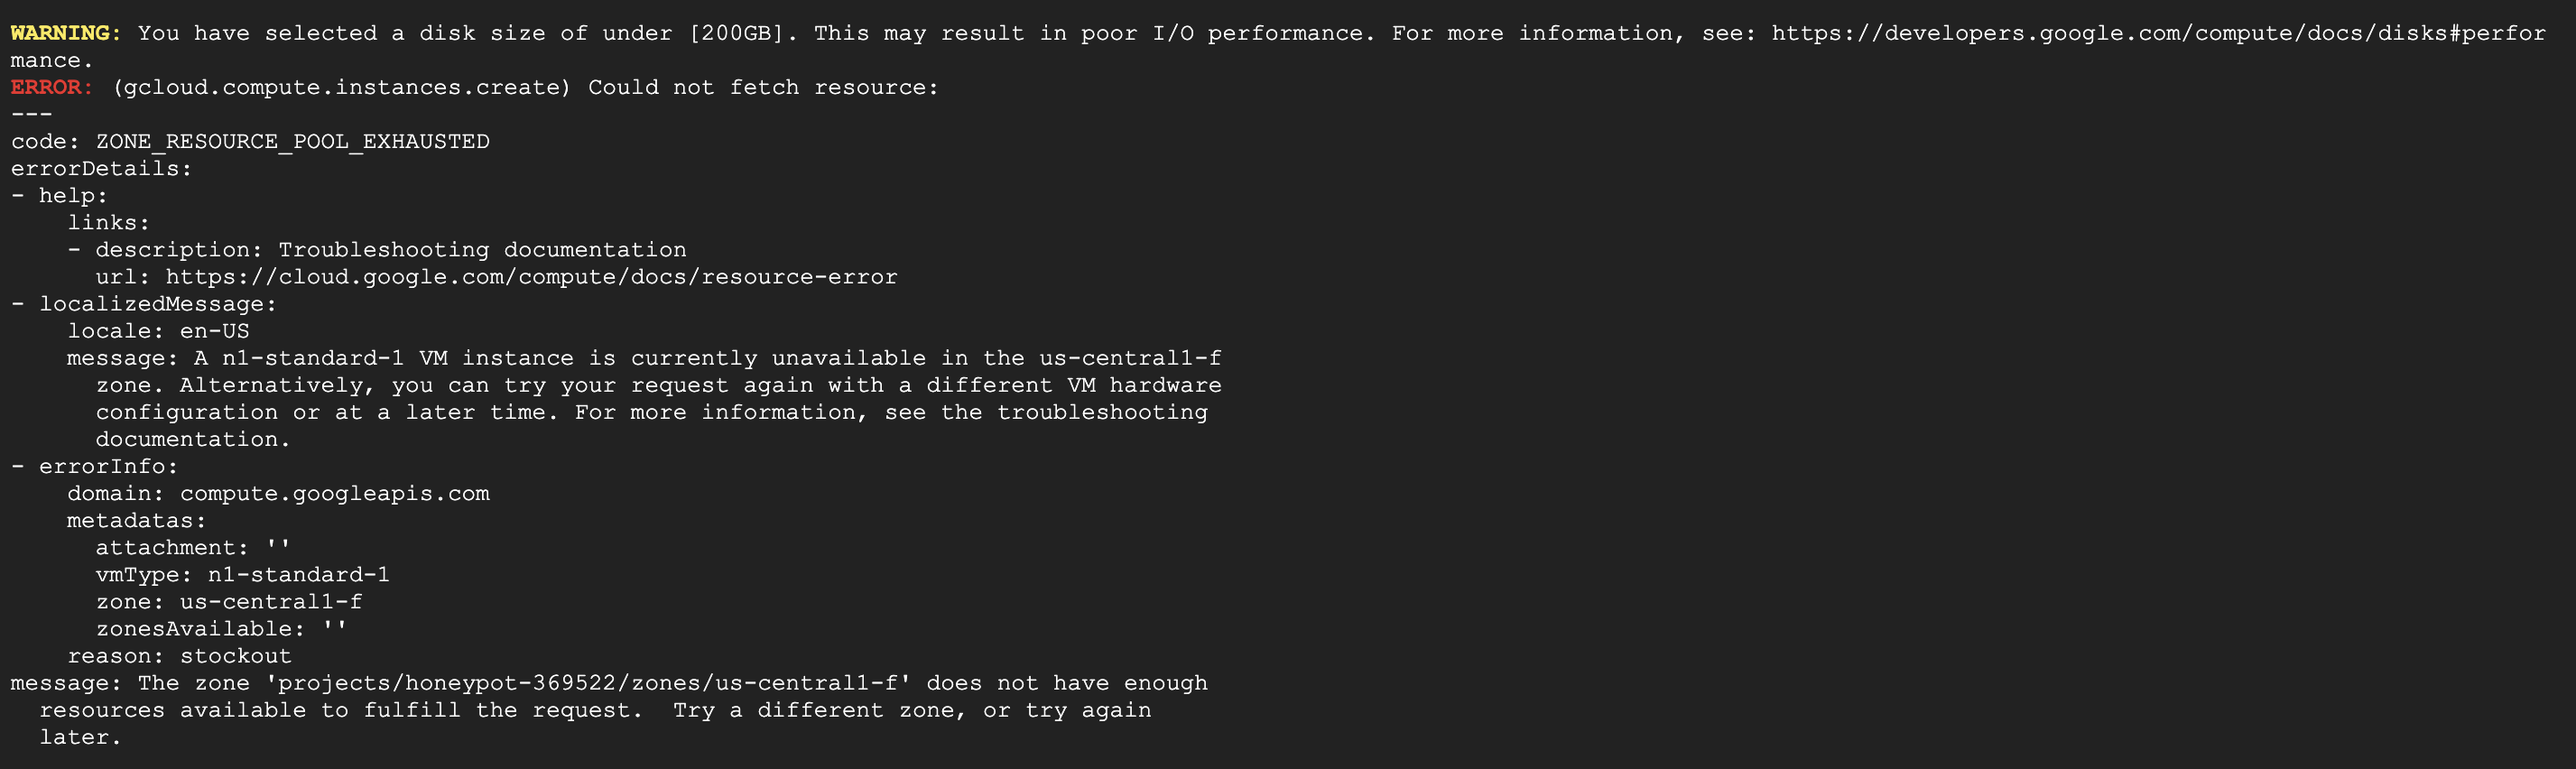 WARNING: You have selected a disk size of under [200GB]. This may result in poor I/O performance. For more information, see: https://developers.google.com/compute/docs/disks#perfor
mance.
ERROR: (gcloud.compute.instances.create) Could not fetch resource:
---
code: ZONE_RESOURCE_POOL_EXHAUSTED
errorDetails:
- help:
    links:
    - description: Troubleshooting documentation
      url: https://cloud.google.com/compute/docs/resource-error
- localizedMessage:
    locale: en-US
    message: A n1-standard-1 VM instance is currently unavailable in the us-central1-f
      zone. Alternatively, you can try your request again with a different VM hardware
      configuration or at a later time. For more information, see the troubleshooting
      documentation.
- errorInfo:
    domain: compute.googleapis.com
    metadatas:
      attachment: ''
      vmType: n1-standard-1
      zone: us-central1-f
      zonesAvailable: ''
    reason: stockout
message: The zone 'projects/honeypot-369522/zones/us-central1-f' does not have enough
  resources available to fulfill the request.  Try a different zone, or try again
  later.